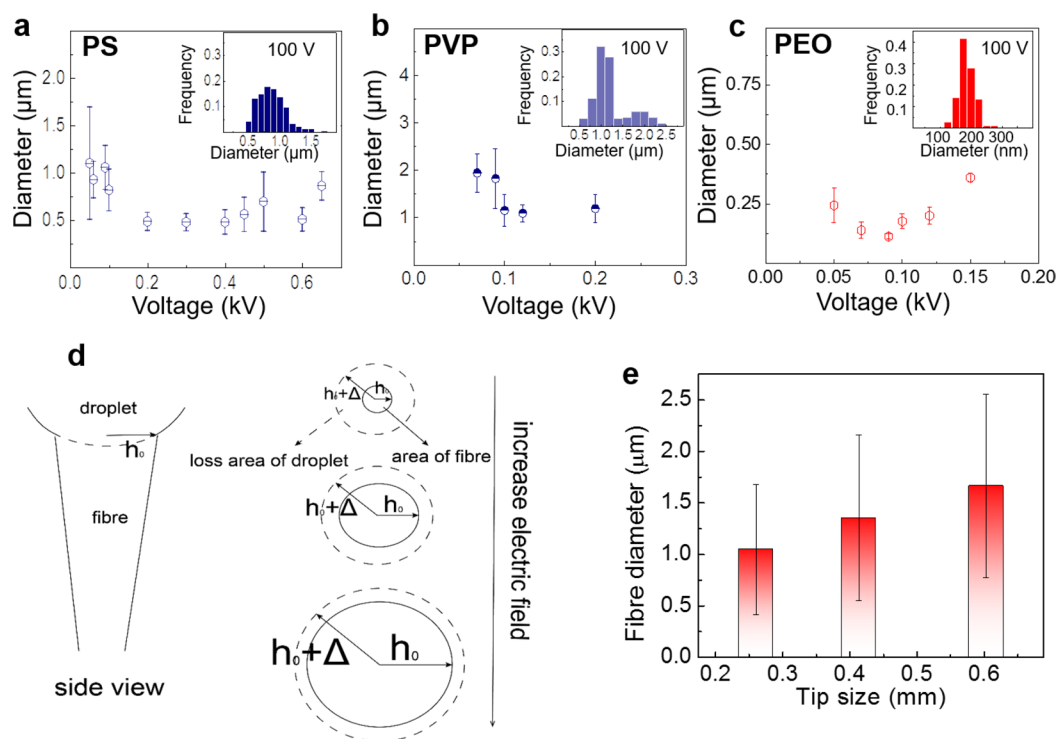 a
PS
100 V
Frequency
0.3
0.2
0.1
0.5
1.0
1.5
Diameter (μm)
Diameter (μm)
2.0
1.5
1.0
0.5
0.0
0.2
0.4
0.6
Voltage (kV)
b
PVP
100 V
Frequency
0.3
0.2
0.1
0.5
1.0
1.5
2.0
2.5
Diameter (μm)
Diameter (μm)
4
3
2
1
0.0
0.1
0.2
0.3
Voltage (kV)
c
PEO
100 V
Frequency
0.4
0.3
0.2
0.1
100
200
300
Diameter (nm)
Diameter (μm)
0.75
0.50
0.25
0.00
0.05
0.10
0.15
0.20
Voltage (kV)
d
droplet
h₀
fibre
side view
h₀+Δ
h₀
loss area of droplet
area of fibre
h₀+Δ
h₀
h₀+Δ
h₀
increase electric field
e
Fibre diameter (μm)
2.5
2.0
1.5
1.0
0.5
0.0
0.2
0.3
0.4
0.5
0.6
Tip size (mm)